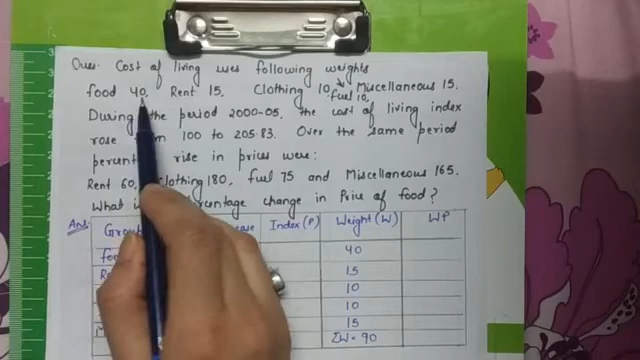 Ques. Cost of living uses following weights
food 40, Rent 15, Clothing 10, fuel 10, Miscellaneous 15.
During the period 2000-05, the cost of living index
rose from 100 to 205.83. Over the same period
percent rise in prices were:
Rent 60, Clothing 180, fuel 75 and Miscellaneous 165.
What is percentage change in Price of food?
Ans: Group Index (P) Weight (W) WP
40
15
10
10
15
ΣW = 90